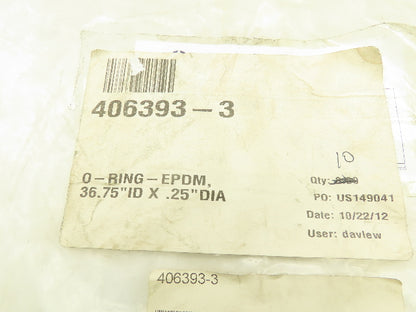 406393-3
O-RING-EPDM,
36.75"ID X .25"DIA
10
Qty:
PO: US149041
Date: 10/22/12
User: davlew
406393-3